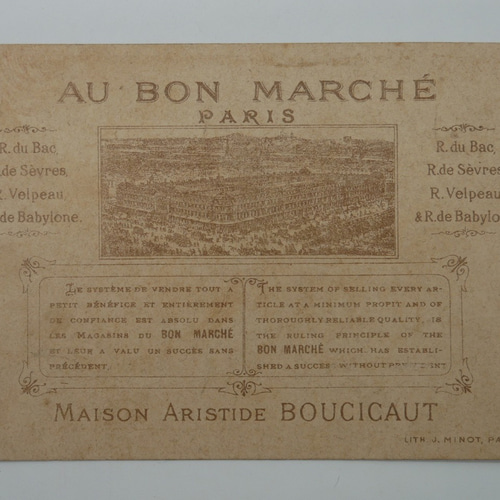 AU BON MARCHÉ
PARIS
R. du Bac,
R. de Sèvres,
R. Velpeau,
& R. de Babylone.
R. du Bac,
R. de Sèvres,
R. Velpeau,
& R. de Babylo
LE SYSTÈME DE VENDRE TOUT A
PETIT BÉNÉFICE ET ENTIÈREMENT
DE CONFIANCE EST ABSOLU DANS
LES MAGASINS DU BON MARCHÉ
ET LEUR A VALU UN SUCCÈS SANS
PRÉCÉDENT.
THE SYSTEM OF SELLING EVERY AR-
TICLE AT A MINIMUM PROFIT AND OF
THOROUGHLY RELIABLE QUALITY, IS
THE RULING PRINCIPLE OF THE
BON MARCHÉ WHICH HAS ESTABLI-
SHED A SUCCESS WITHOUT
MAISON ARISTIDE BOUCICAUT
LITH. J. MINOT, PA